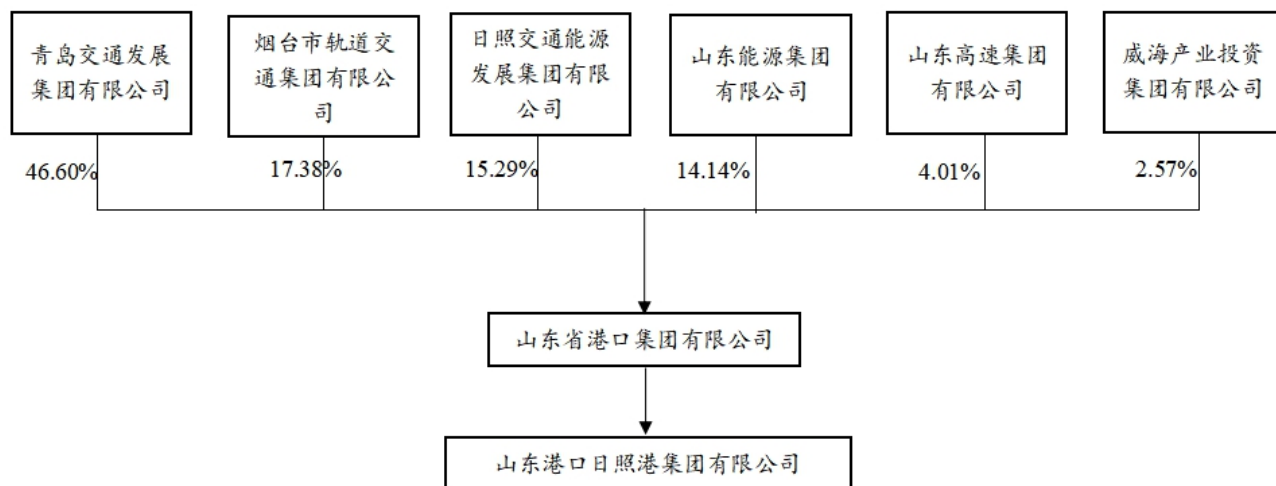 青岛交通发展
集团有限公司
烟台市轨道交
通集团有限公
司
日照交通能源
发展集团有限
公司
山东能源集团
有限公司
山东高速集团
有限公司
威海产业投资
集团有限公司
46.60%
17.38%
15.29%
14.14%
4.01%
2.57%
山东省港口集团有限公司
山东港口日照港集团有限公司